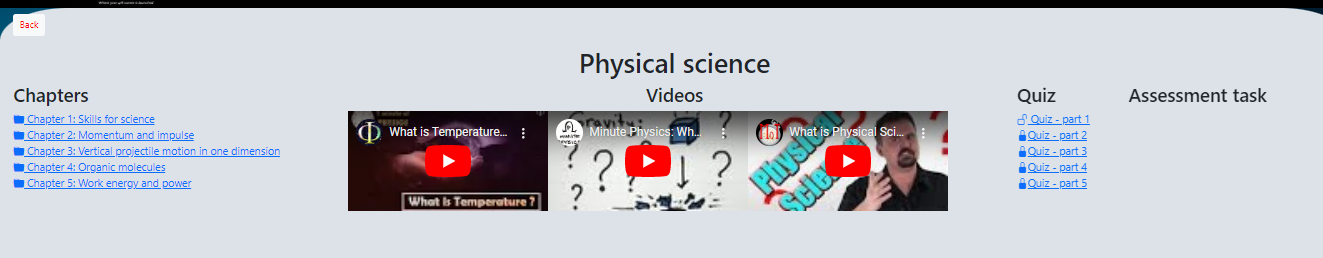 Where your self career is launched
Back
Physical science
Chapters
Chapter 1: Skills for science
Chapter 2: Momentum and impulse
Chapter 3: Vertical projectile motion in one dimension
Chapter 4: Organic molecules
Chapter 5: Work energy and power
Videos
What is Temperature...
What Is Temperature ?
Minute Physics: Wh...
Gravity:
What is Physical Sci...
Physical
Science
Quiz
Quiz - part 1
Quiz - part 2
Quiz - part 3
Quiz - part 4
Quiz - part 5
Assessment task